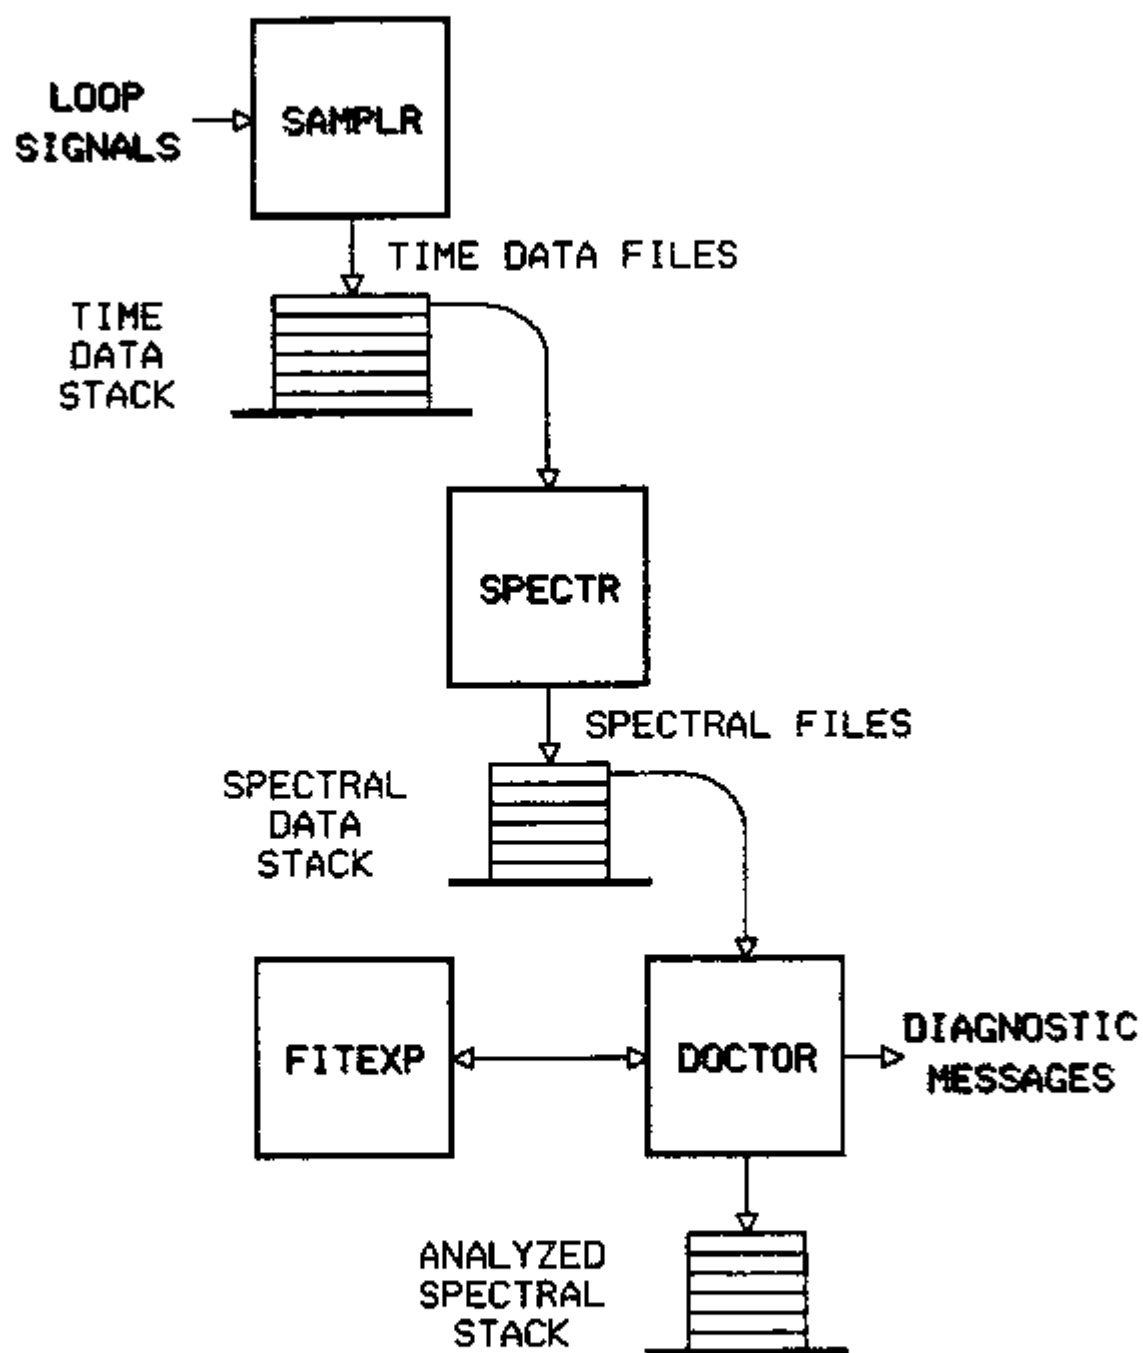 LOOP
SIGNALS
SAMPLR
TIME DATA FILES
TIME
DATA
STACK
SPECTR
SPECTRAL FILES
SPECTRAL
DATA
STACK
FITEXP
DOCTOR
DIAGNOSTIC
MESSAGES
ANALYZED
SPECTRAL
STACK